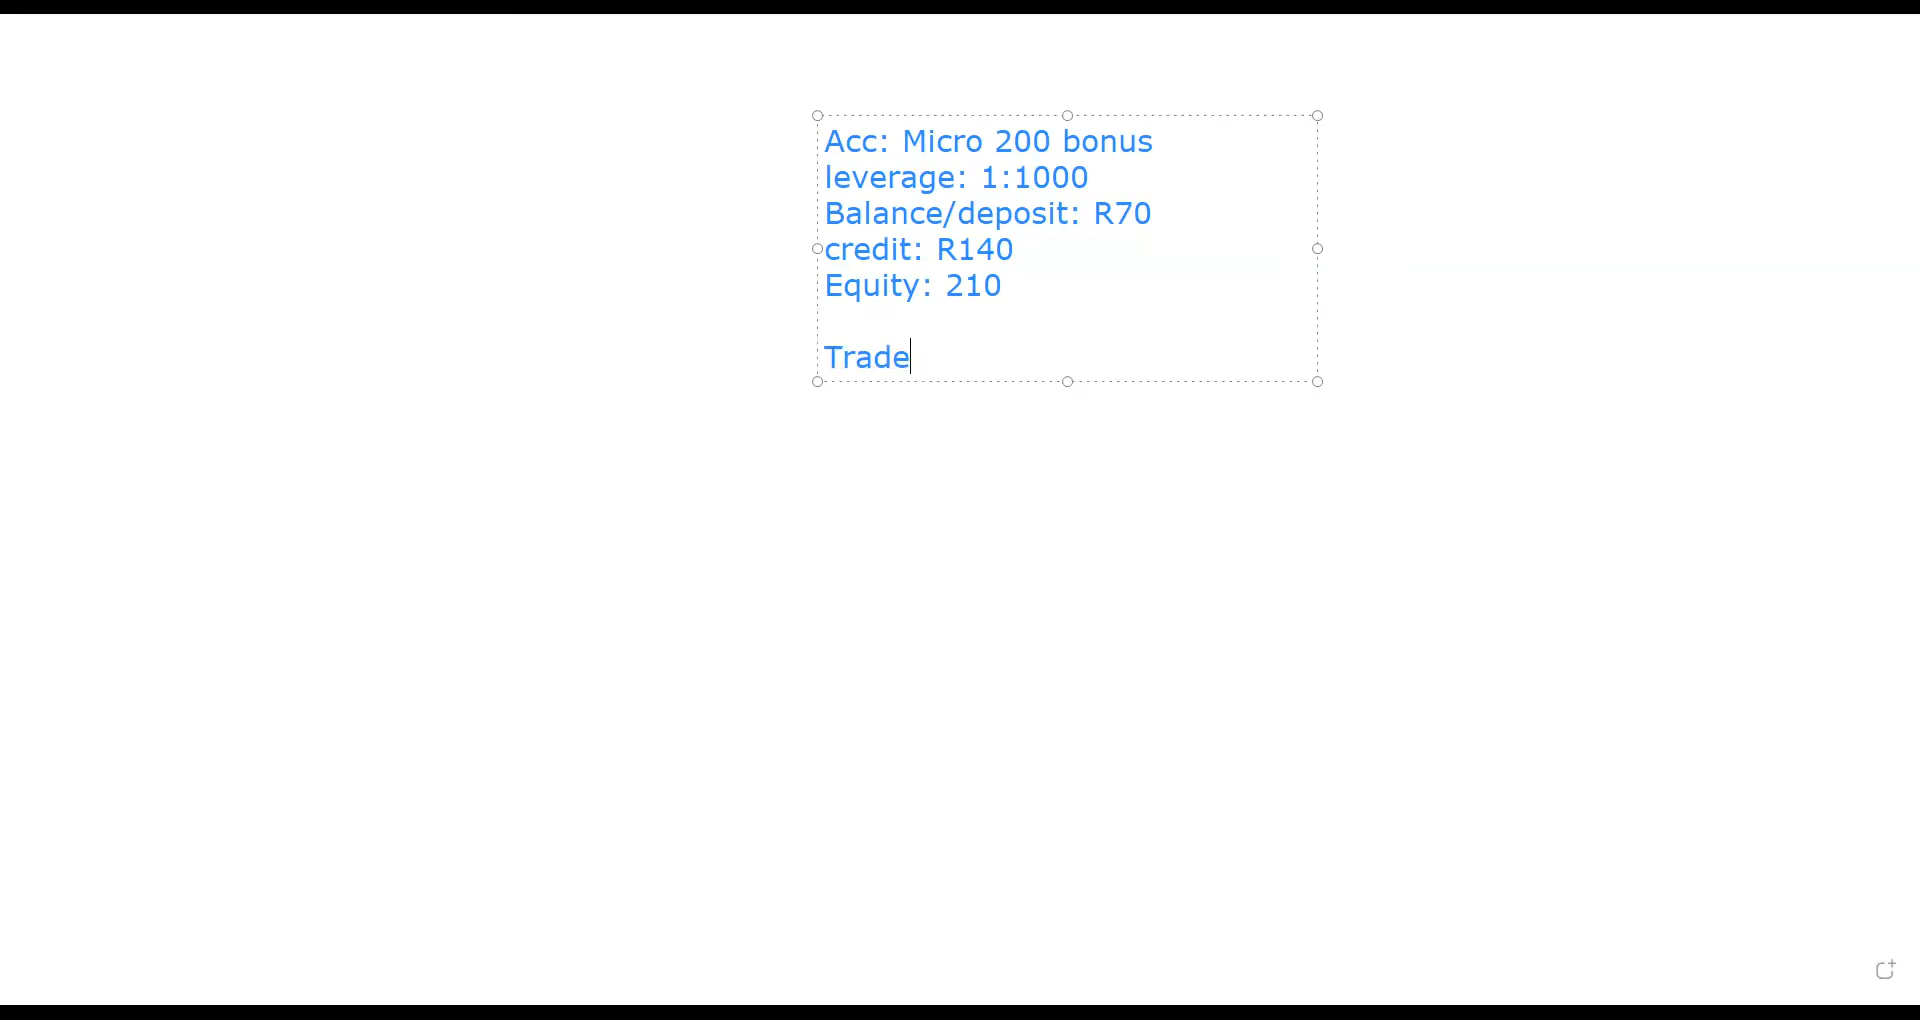 Acc: Micro 200 bonus
leverage: 1:1000
Balance/deposit: R70
credit: R140
Equity: 210
Trade